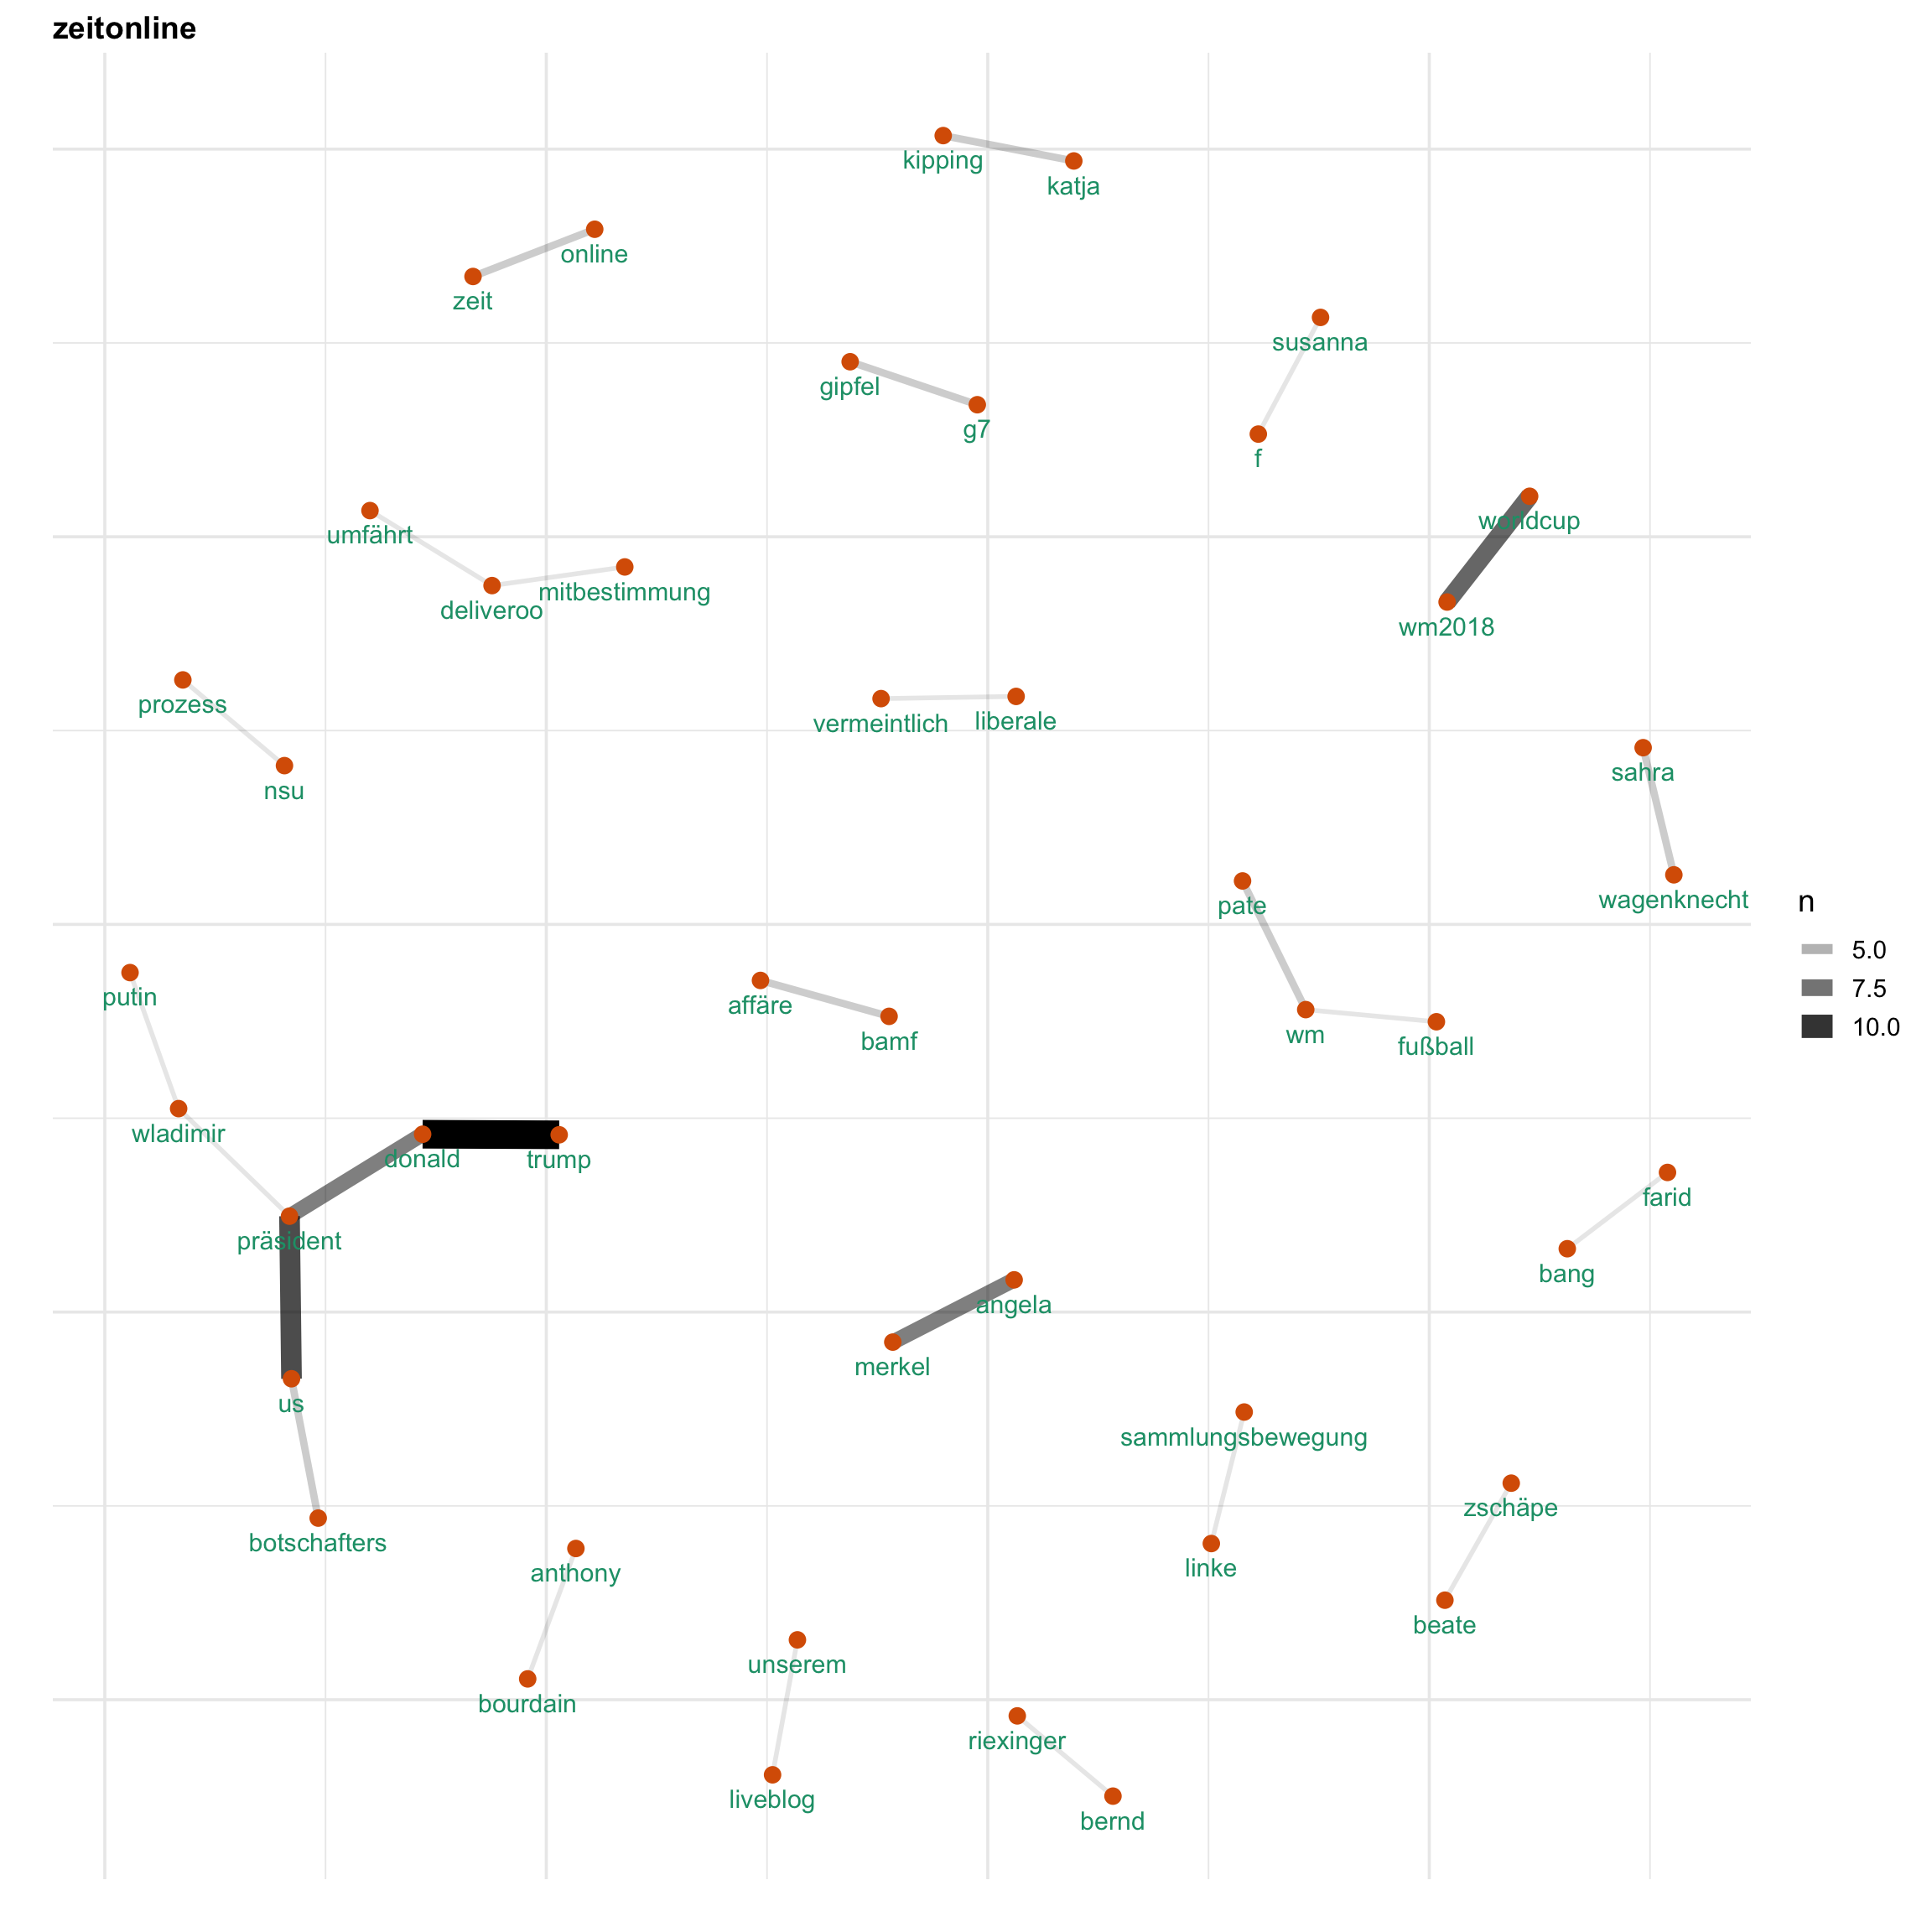 zeitonline
kipping
katja
online
zeit
susanna
gipfel
g7
f
worldcup
umfährt
mitbestimmung
deliveroo
wm2018
prozess
vermeintlich
liberale
sahra
nsu
wagenknecht
pate
n
5.0
7.5
10.0
putin
affäre
bamf
wm
fußball
wladimir
donald
trump
farid
präsident
bang
angela
merkel
us
sammlungsbewegung
zschäpe
botschafters
anthony
linke
beate
unserem
bourdain
riexinger
liveblog
bernd